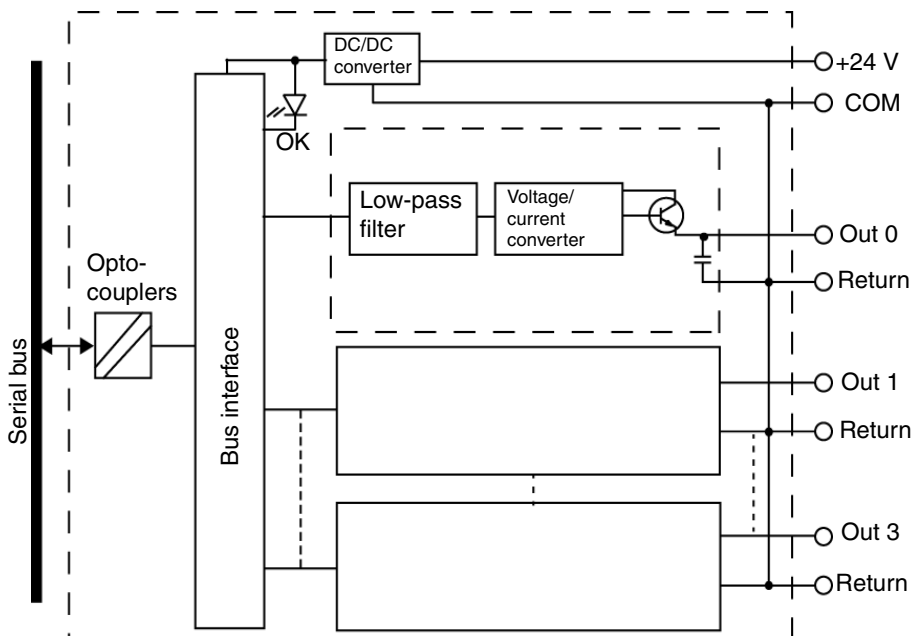 DC/DC
converter
+24 V
COM
OK
Low-pass
filter
Voltage/
current
converter
Out 0
Return
Opto-
couplers
Serial bus
Bus interface
Out 1
Return
Out 3
Return